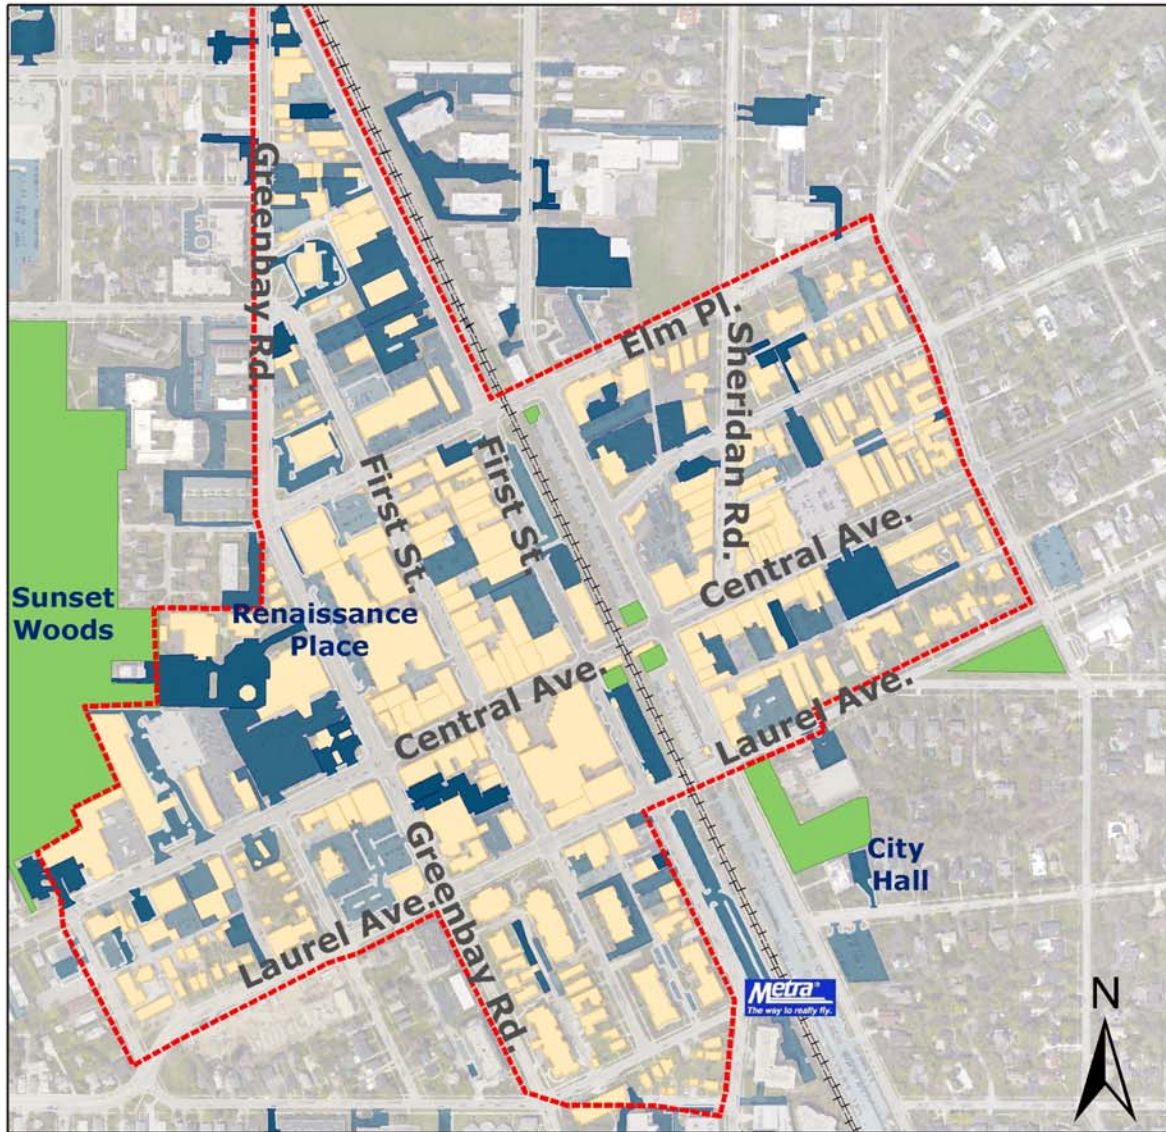 Greenbay Rd.
Elm Pl.
Sheridan Rd.
First St.
First St
Central Ave.
Sunset
Woods
Renaissance
Place
Central Ave.
Laurel Ave.
City
Hall
Greenbay Rd.
Laurel Ave.
Metra®
The way to really fly.
N